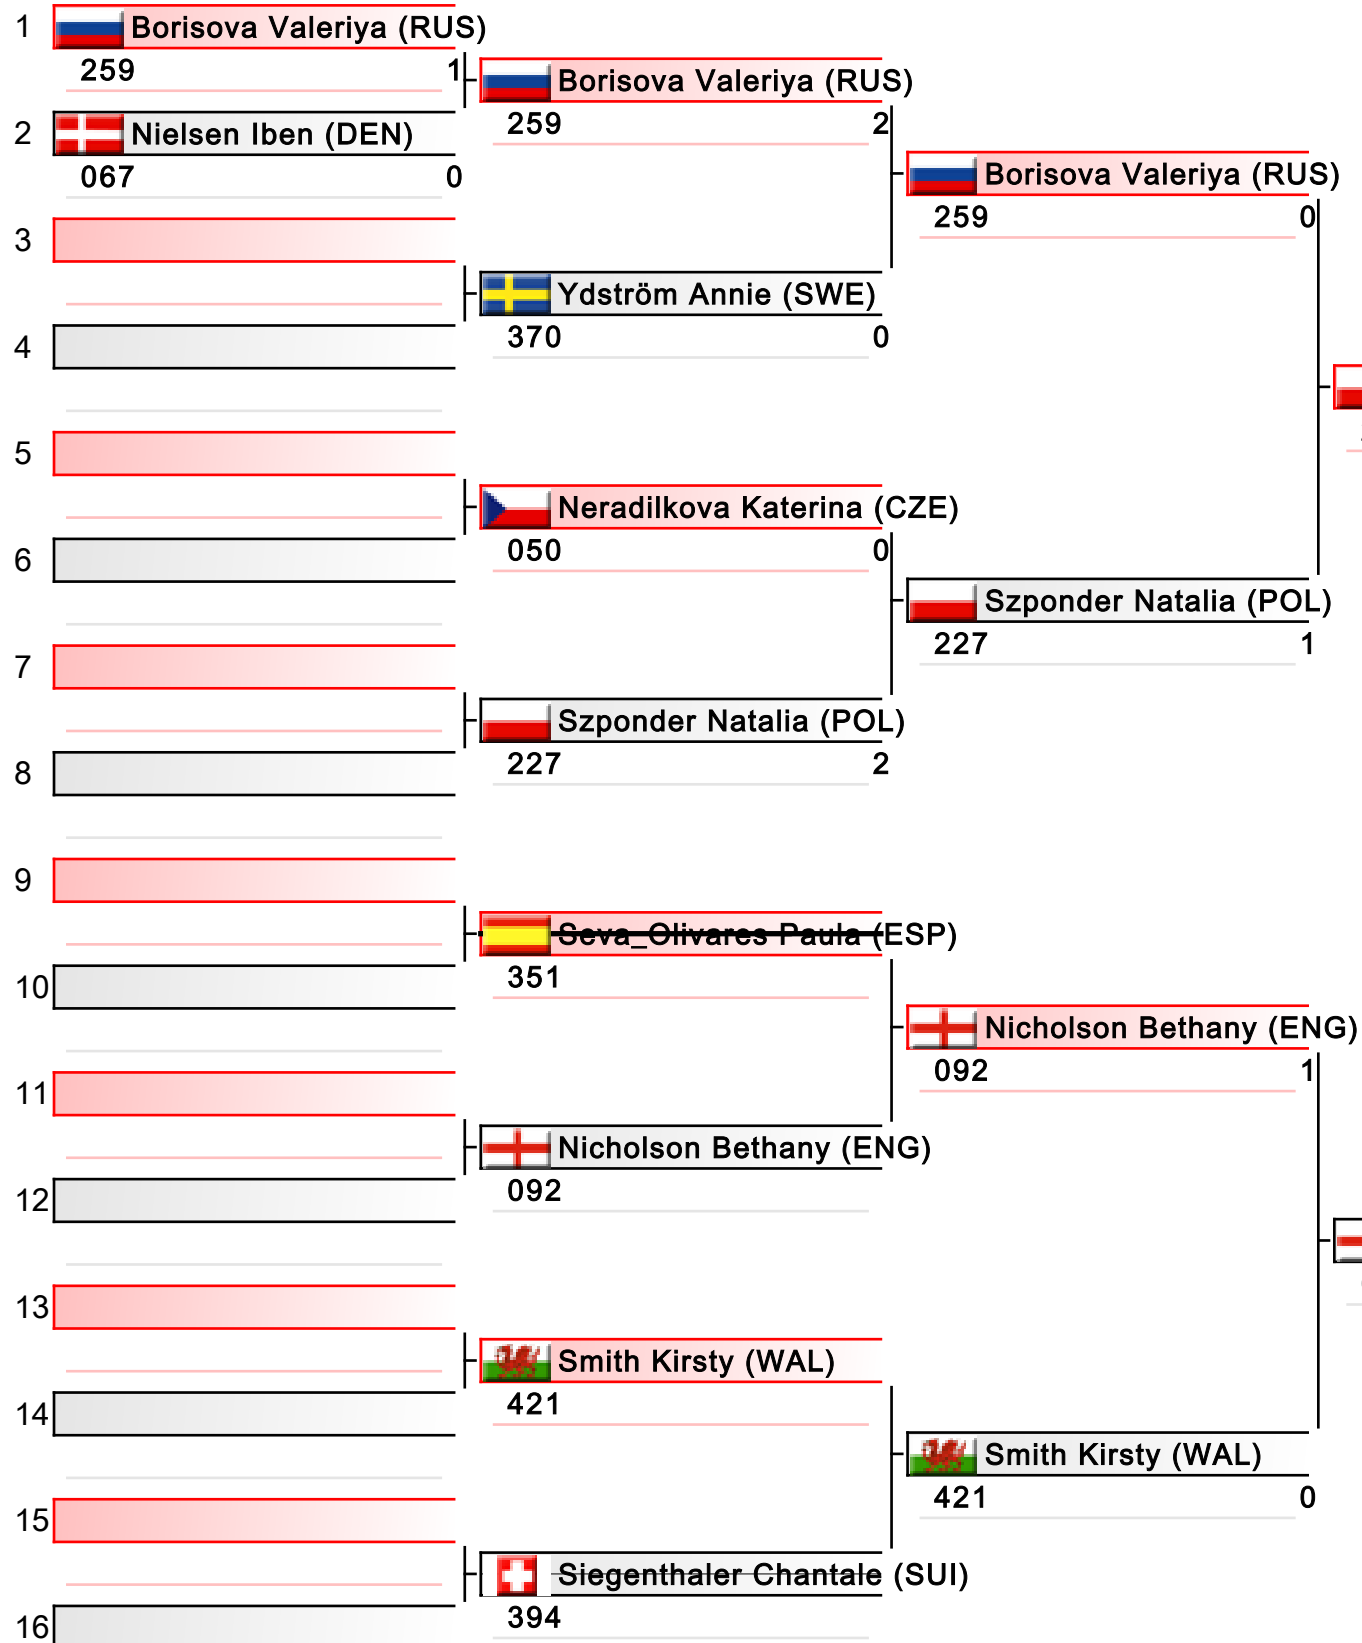 1 Borisova Valeriya (RUS)
259 1
Borisova Valeriya (RUS)
259 2
2 Nielsen Iben (DEN)
067 0
Borisova Valeriya (RUS)
259 0
3
Ydström Annie (SWE)
370 0
4
5
Neradilkova Katerina (CZE)
050 0
6
Szponder Natalia (POL)
227 1
7
Szponder Natalia (POL)
227 2
8
9
Seva_Olivares Paula (ESP)
351
10
Nicholson Bethany (ENG)
092 1
11
Nicholson Bethany (ENG)
092
12
13
Smith Kirsty (WAL)
421
14
Smith Kirsty (WAL)
421 0
15
Siegenthaler Chantale (SUI)
394
16